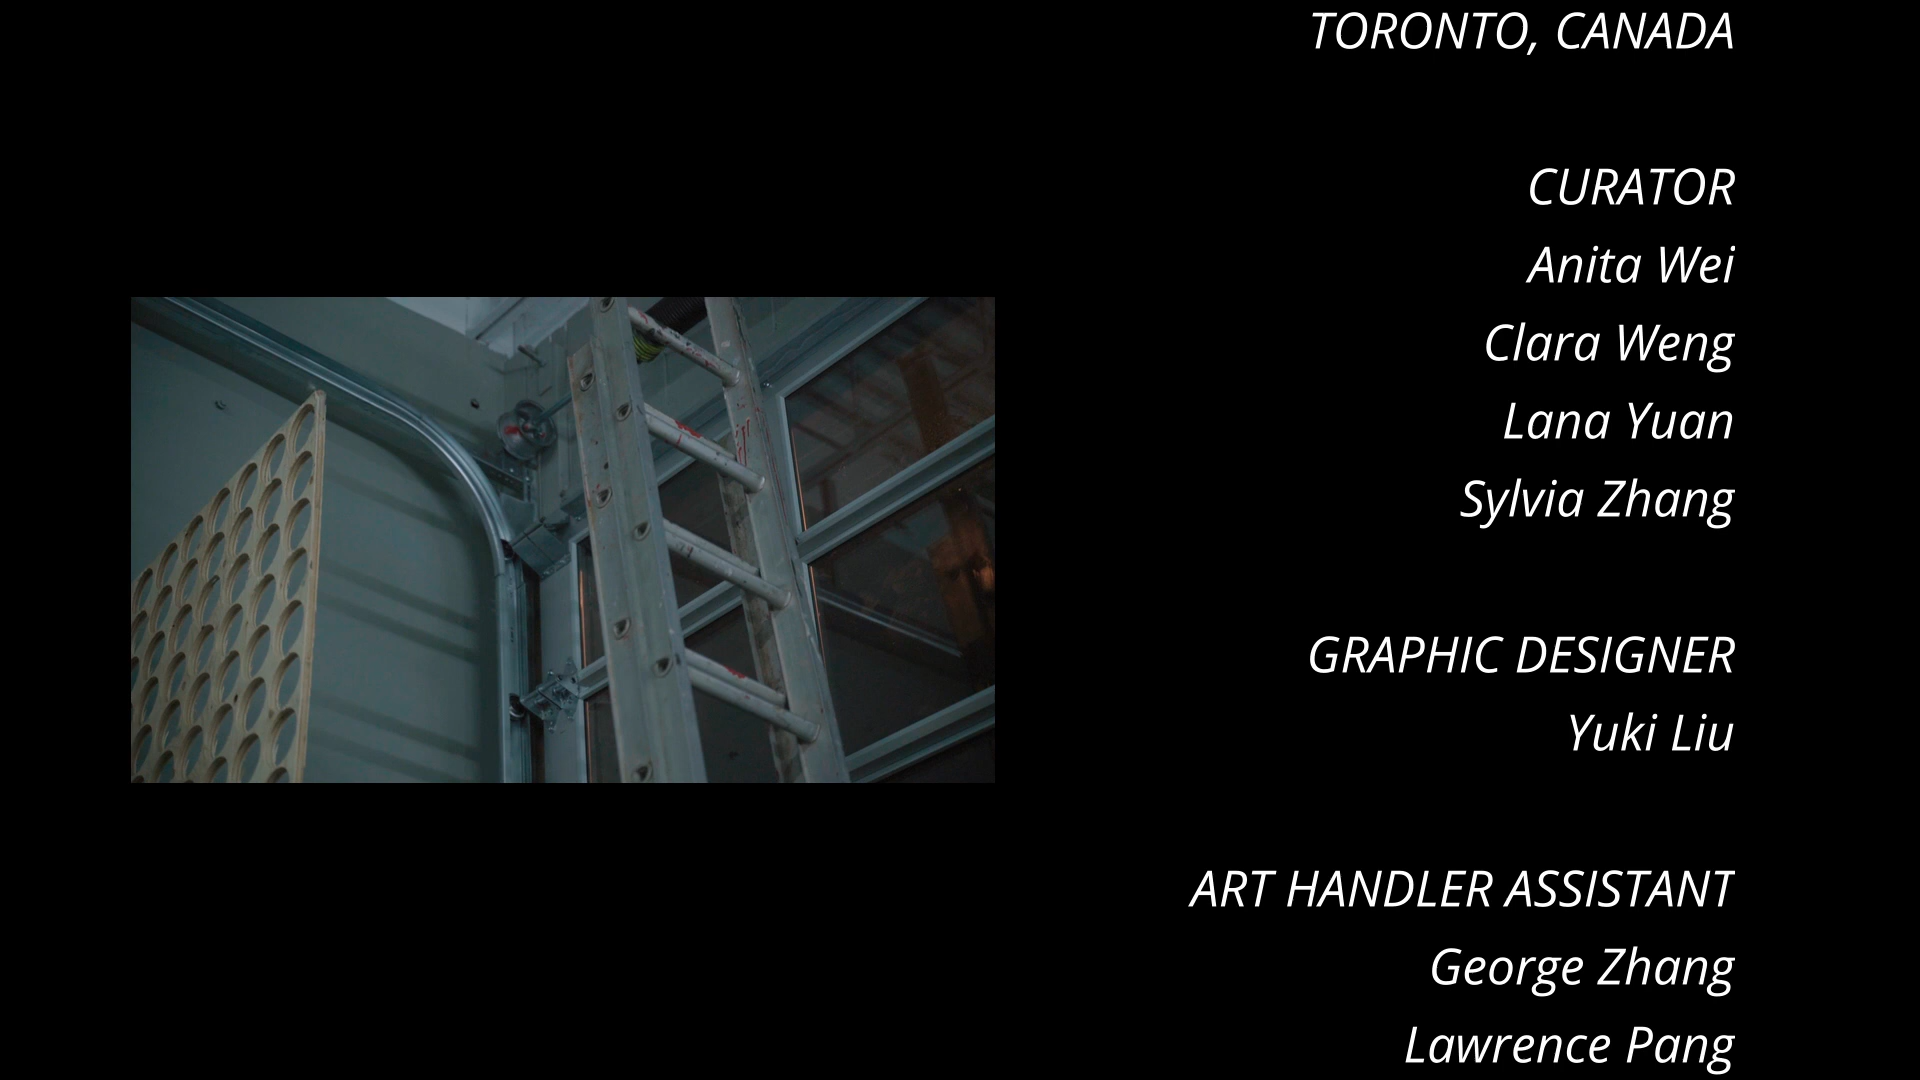 TORONTO, CANADA
CURATOR
Anita Wei
Clara Weng
Lana Yuan
Sylvia Zhang
GRAPHIC DESIGNER
Yuki Liu
ART HANDLER ASSISTANT
George Zhang
Lawrence Pang